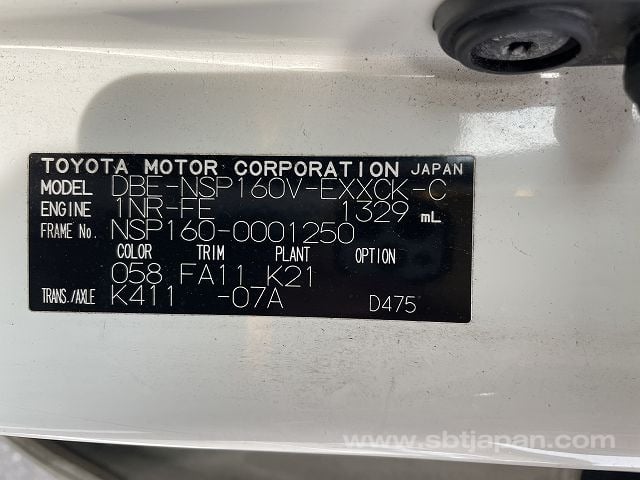 TOYOTA MOTOR CORPORATION JAPAN
MODEL DBE-NSP160V-EXXCK-C
ENGINE 1NR-FE 1329 mL
FRAME No. NSP160-0001250
COLOR TRIM PLANT OPTION
058 FA11 K21
TRANS./AXLE K411 -07A D475
www.sbtjapan.com